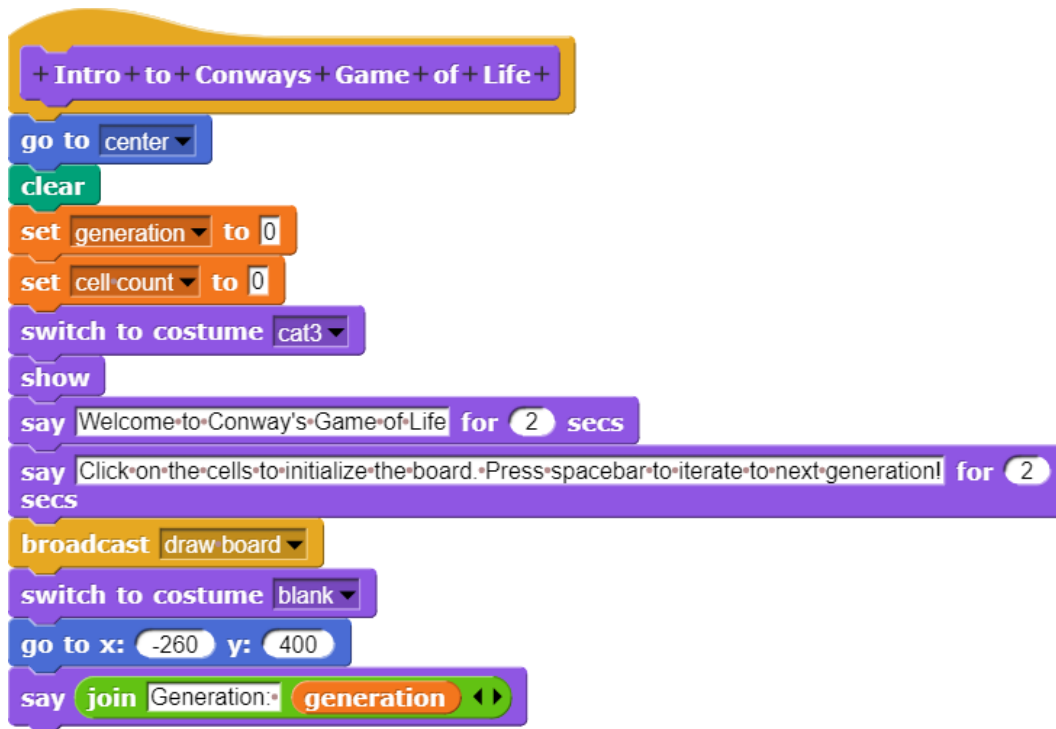 +Intro+to+Conways+Game+of+Life+
go to center
clear
set generation to 0
set cell count to 0
switch to costume cat3
show
say Welcome to Conway's Game of Life for 2 secs
say Click on the cells to initialize the board. Press spacebar to iterate to next generation! for 2
secs
broadcast draw board
switch to costume blank
go to x: -260 y: 400
say join Generation: generation